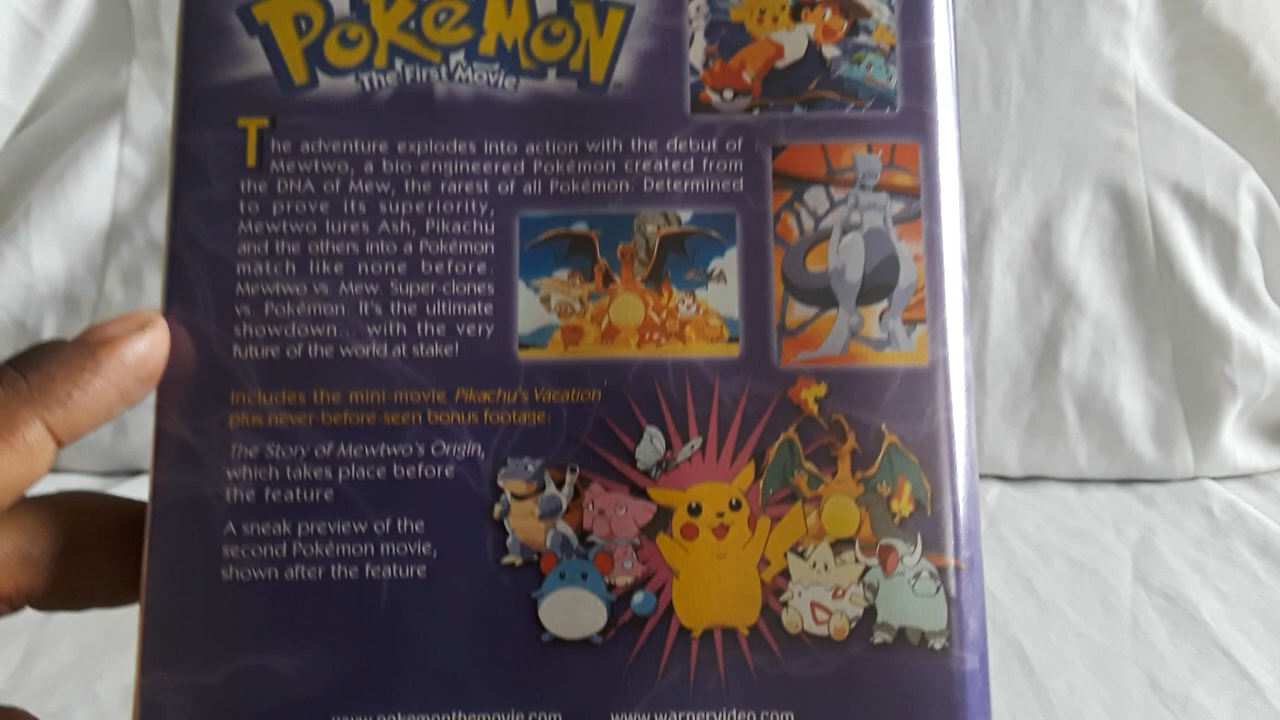 POKéMON
The First Movie
The adventure explodes into action with the debut of
Mewtwo, a bio-engineered Pokémon created from
the DNA of Mew, the rarest of all Pokémon. Determined
to prove its superiority,
Mewtwo lures Ash, Pikachu
and the others into a Pokémon
match like none before.
Mewtwo vs. Mew. Super-clones
vs. Pokémon. It's the ultimate
showdown... with the very
future of the world at stake!
Includes the mini-movie Pikachu's Vacation
plus never-before-seen bonus footage:
The Story of Mewtwo's Origin,
which takes place before
the feature
A sneak preview of the
second Pokémon movie,
shown after the feature
www.pokemonthemovie.com www.warnervideo.com